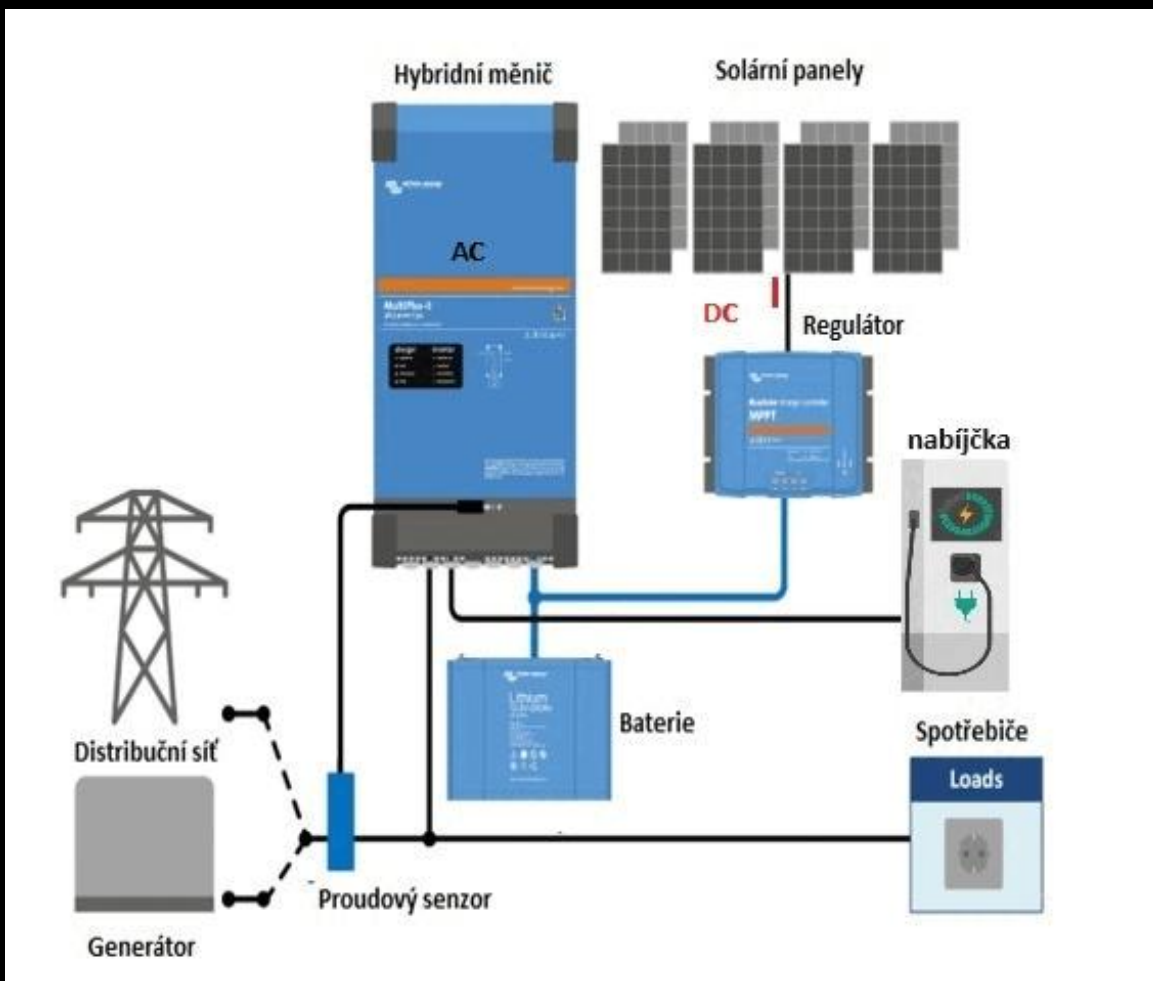 Hybridní měnič
Solární panely
AC
MultiPlus-II
DC
Regulátor
MPPT
nabíjčka
Lithium
Baterie
Distribuční síť
Spotřebiče
Loads
Proudový senzor
Generátor